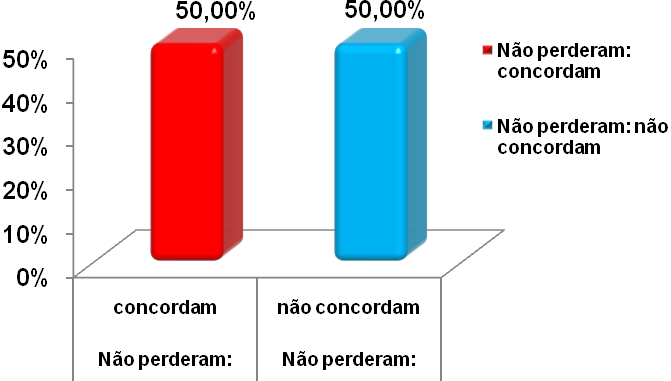 50,00% 50,00%
50%
40%
30%
20%
10%
0%
concordam não concordam
Não perderam: Não perderam:
Não perderam:
concordam
Não perderam: não
concordam